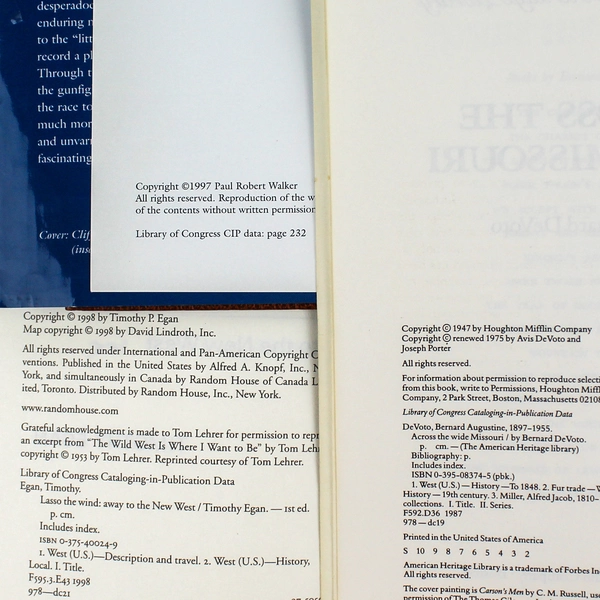 desperadoe
enduring
to the "litt
record a pl
Through t
the gunfig
the race to
much mor
and unvar
fascinating
Cover: Clif
(ins
Copyright ©1997 Paul Robert Walker
All rights reserved. Reproduction of the w
of the contents without written permission
Library of Congress CIP data: page 232
Copyright © 1998 by Timothy P. Egan
Map copyright © 1998 by David Lindroth, Inc.
All rights reserved under International and Pan-American Copyright C
ventions. Published in the United States by Alfred A. Knopf, Inc., N
York, and simultaneously in Canada by Random House of Canada L
ited, Toronto. Distributed by Random House, Inc., New York.
www.randomhouse.com
Grateful acknowledgment is made to Tom Lehrer for permission to repr
an excerpt from "The Wild West Is Where I Want to Be" by Tom Lehr
copyright © 1953 by Tom Lehrer. Reprinted courtesy of Tom Lehrer.
Library of Congress Cataloging-in-Publication Data
Egan, Timothy.
Lasso the wind: away to the New West / Timothy Egan. — 1st ed.
p. cm.
Includes index.
ISBN 0-375-40024-9
1. West (U.S.)—Description and travel. 2. West (U.S.)—History,
Local. I. Title.
F595.3.E43 1998
978—dc21
OSS THE
MISSOURI
Copyright © 1947 by Houghton Mifflin Company
Copyright © renewed 1975 by Avis DeVoto and
Joseph Porter
All rights reserved.
For information about permission to reproduce selecti
from this book, write to Permissions, Houghton Miffl
Company, 2 Park Street, Boston, Massachusetts 02108
Library of Congress Cataloging-in-Publication Data
DeVoto, Bernard Augustine, 1897–1955.
Across the wide Missouri / by Bernard DeVoto.
p. cm. — (The American Heritage library)
Bibliography: p.
Includes index.
ISBN 0-395-08374-5 (pbk.)
1. West (U.S.) — History —To 1848. 2. Fur trade — W
History — 19th century. 3. Miller, Alfred Jacob, 1810–
collections. I. Title. II. Series.
F592.D36 1987
978 — dc19
Printed in the United States of America
S 10 9 8 7 6 5 4 3 2
American Heritage Library is a trademark of Forbes In
All rights reserved.
The cover painting is Carson's Men by C. M. Russell, use
permission of The Thomas